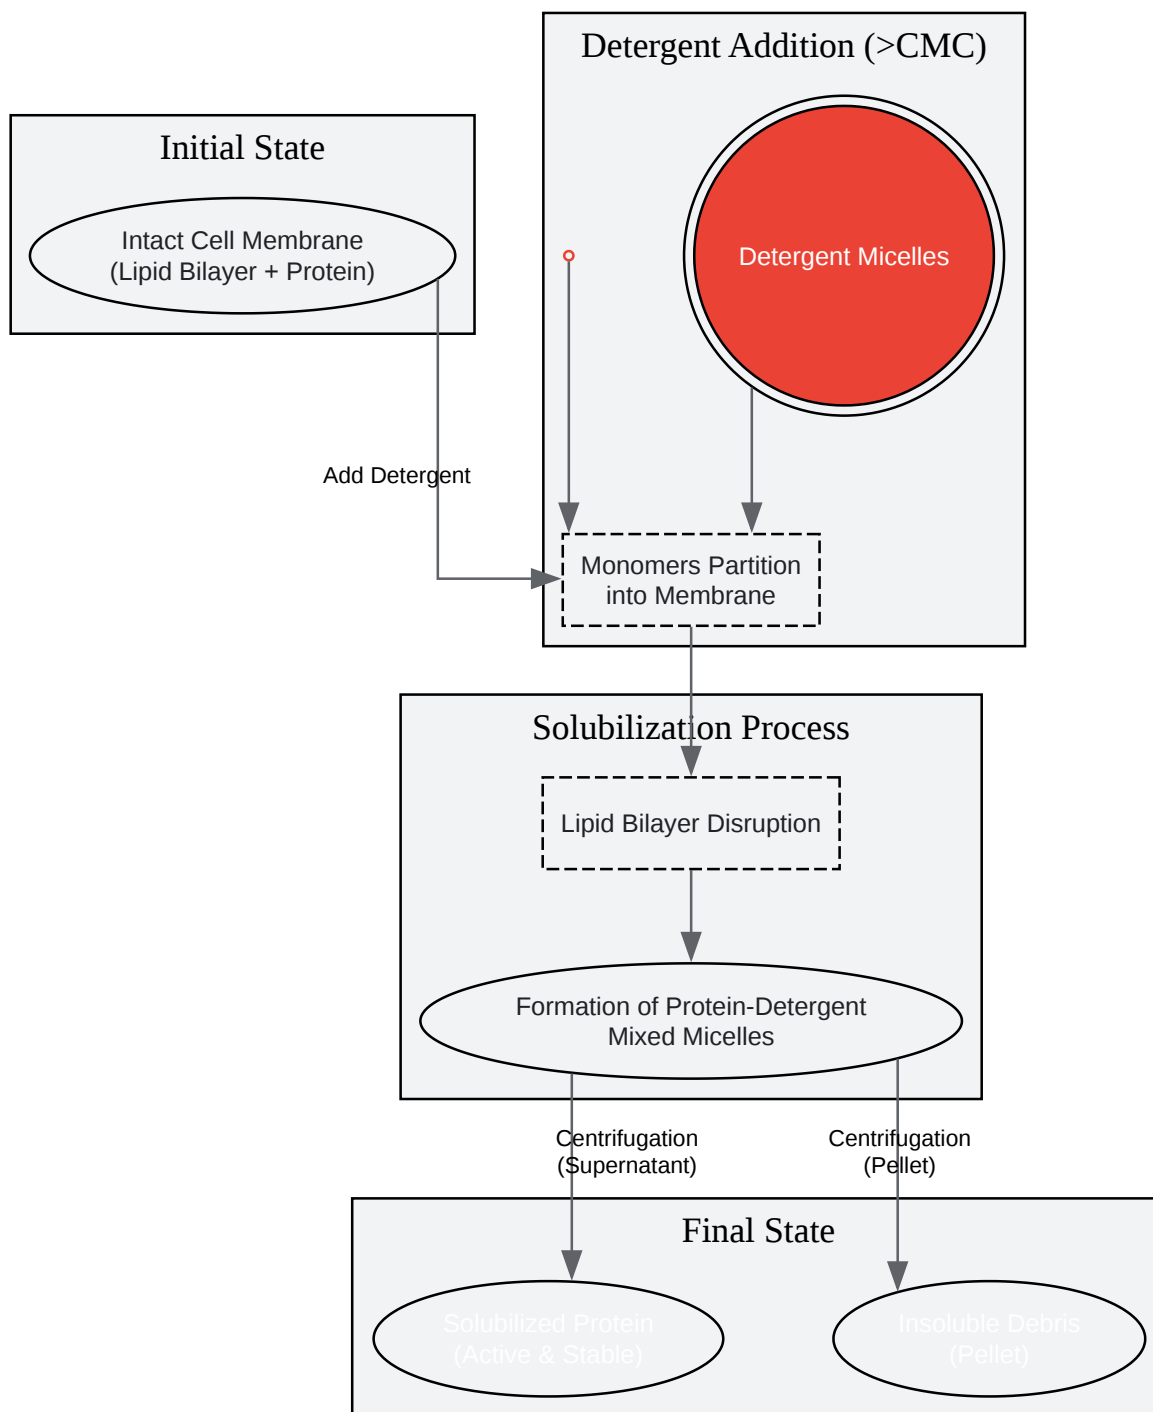 Detergent Addition (>CMC)
Initial State
Intact Cell Membrane
(Lipid Bilayer + Protein)
Detergent Micelles
Add Detergent
Monomers Partition
into Membrane
Solubilization Process
Lipid Bilayer Disruption
Formation of Protein-Detergent
Mixed Micelles
Centrifugation
(Supernatant)
Centrifugation
(Pellet)
Final State
Solubilized Protein
(Active & Stable)
Insoluble Debris
(Pellet)